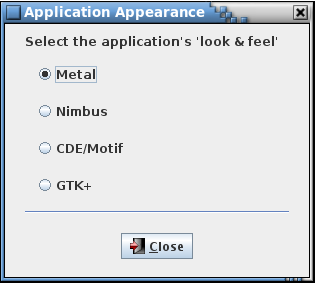 Application Appearance
Select the application's 'look & feel'
Metal
Nimbus
CDE/Motif
GTK+
Close